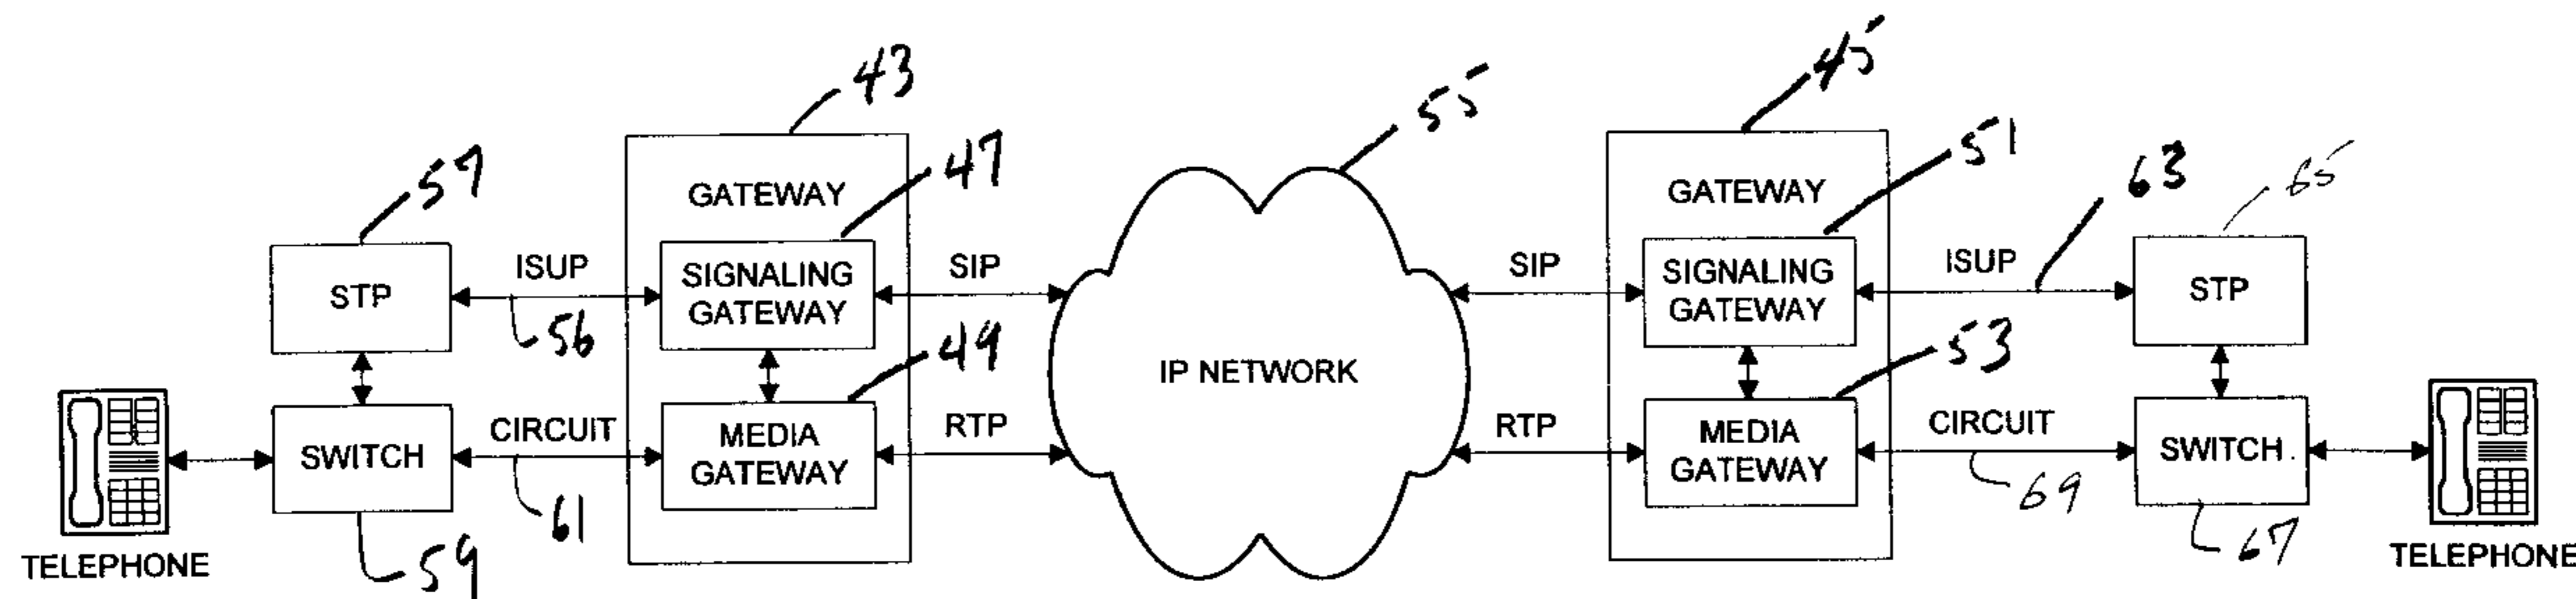 43
45
55
57
47
51
63
65
GATEWAY
GATEWAY
STP
ISUP
56
SIGNALING
GATEWAY
SIP
SIP
SIGNALING
GATEWAY
ISUP
STP
49
IP NETWORK
53
SWITCH
CIRCUIT
61
MEDIA
GATEWAY
RTP
RTP
MEDIA
GATEWAY
CIRCUIT
69
SWITCH
TELEPHONE
59
67
TELEPHONE